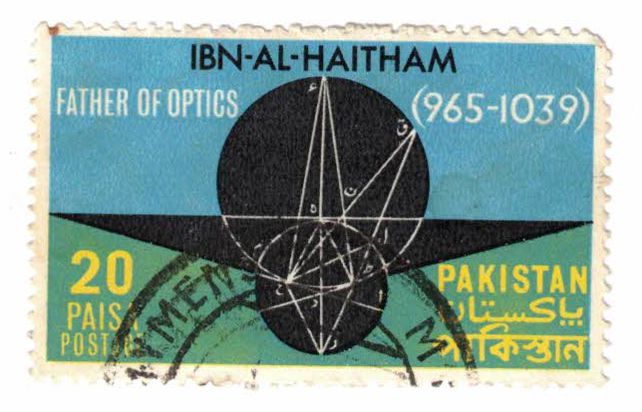 IBN-AL-HAITHAM
FATHER OF OPTICS
(965-1039)
20
PAISA
POSTAGE
PAKISTAN
پاکستان
পাকিস্তান